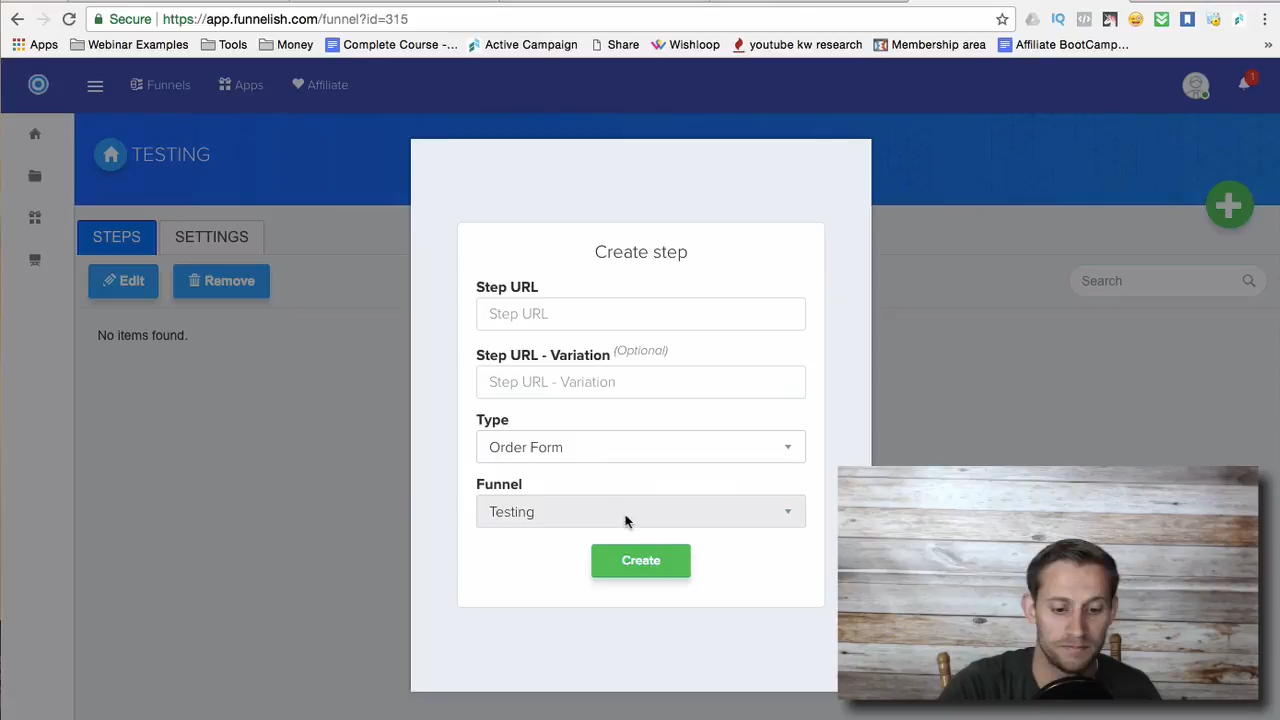 Secure https://app.funnelish.com/funnel?id=315
Apps Webinar Examples Tools Money Complete Course -... Active Campaign Share Wishloop youtube kw research Membership area Affiliate BootCamp... »
Funnels Apps Affiliate 1
TESTING
STEPS SETTINGS
Edit Remove Search
No items found.
Create step
Step URL
Step URL
Step URL - Variation (Optional)
Step URL - Variation
Type
Order Form
Funnel
Testing
Create